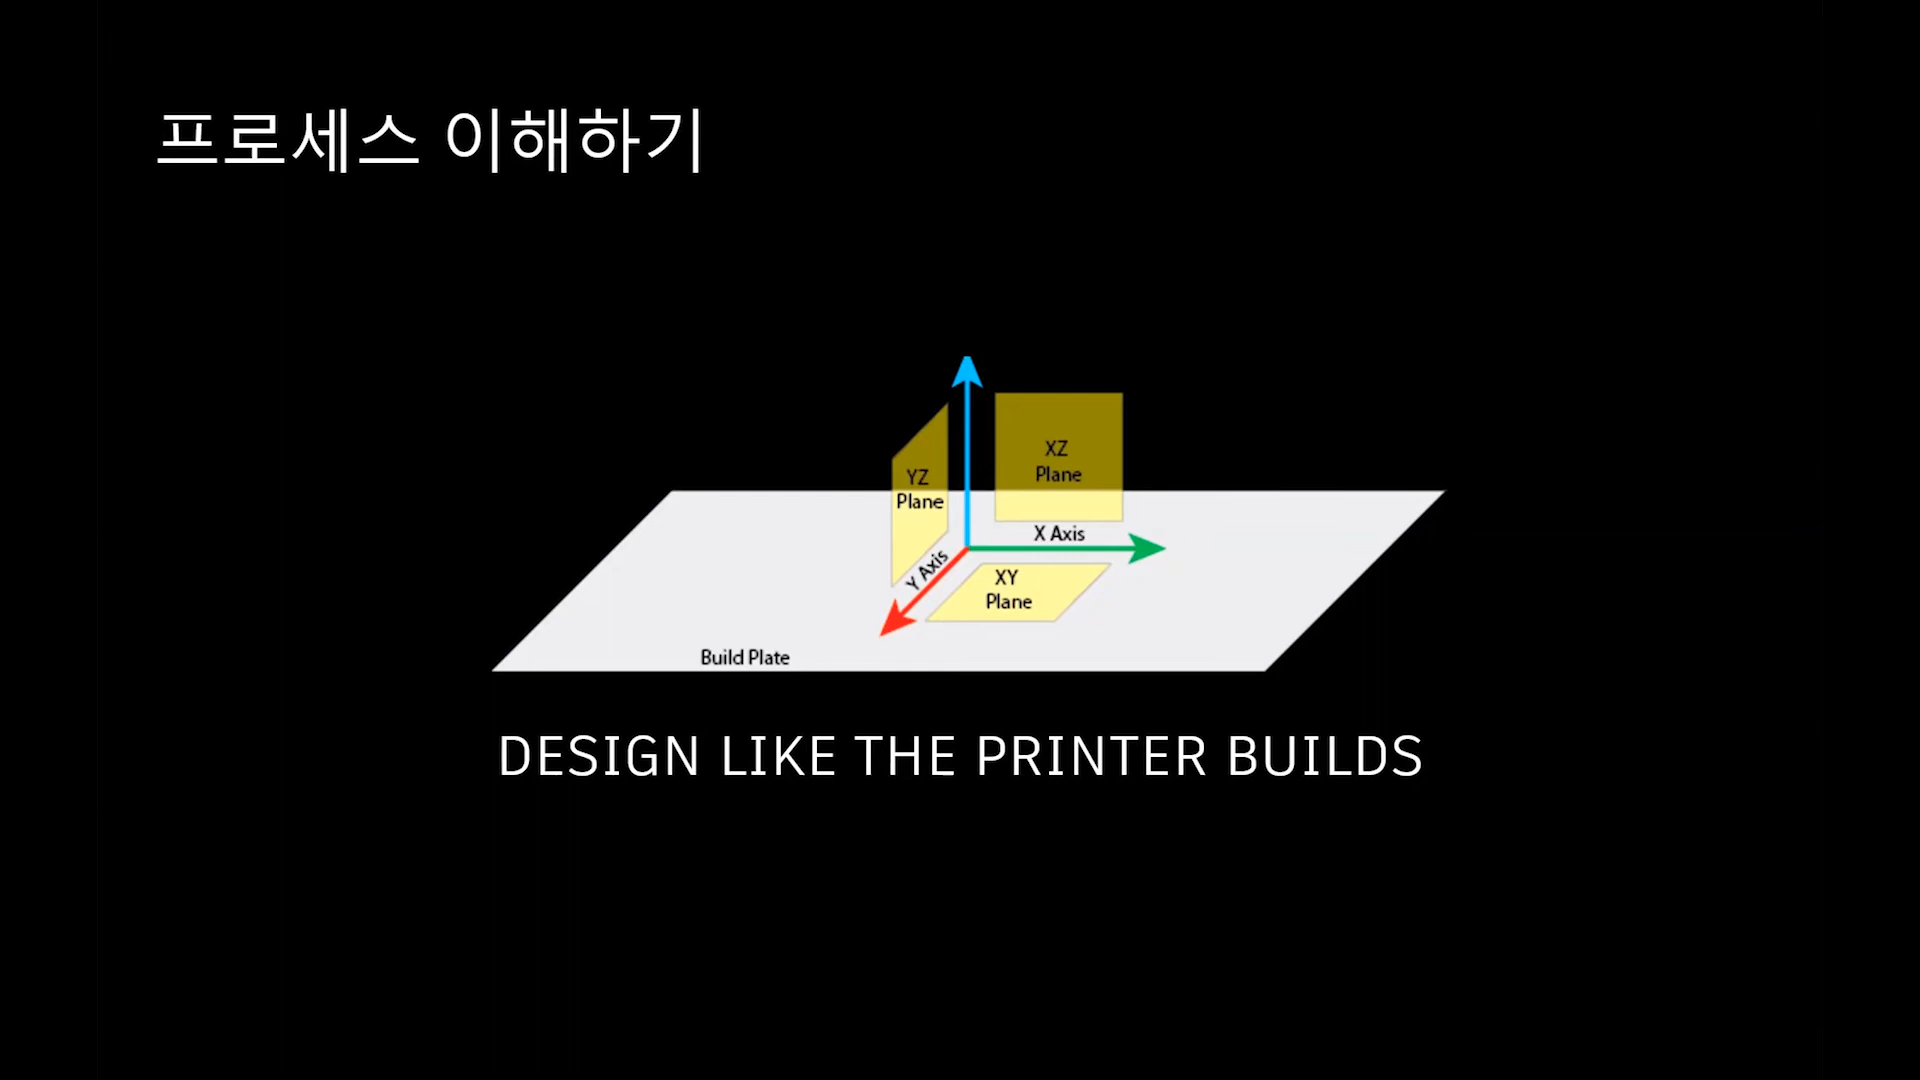 프로세스 이해하기
XZ
Plane
YZ
Plane
X Axis
Y Axis
XY
Plane
Build Plate
DESIGN LIKE THE PRINTER BUILDS